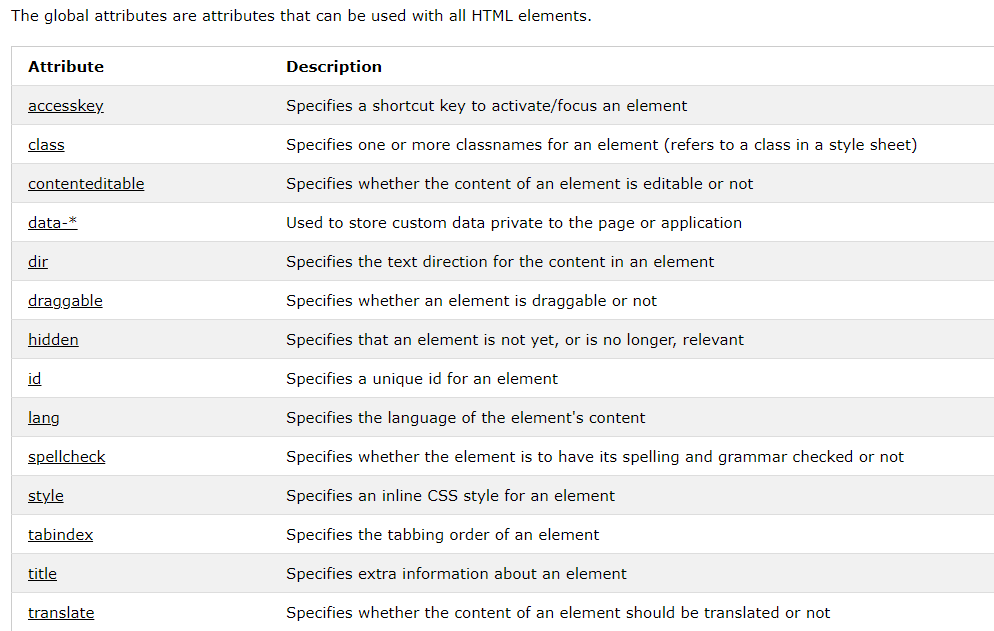 The global attributes are attributes that can be used with all HTML elements.
Attribute Description
accesskey Specifies a shortcut key to activate/focus an element
class Specifies one or more classnames for an element (refers to a class in a style sheet)
contenteditable Specifies whether the content of an element is editable or not
data-* Used to store custom data private to the page or application
dir Specifies the text direction for the content in an element
draggable Specifies whether an element is draggable or not
hidden Specifies that an element is not yet, or is no longer, relevant
id Specifies a unique id for an element
lang Specifies the language of the element's content
spellcheck Specifies whether the element is to have its spelling and grammar checked or not
style Specifies an inline CSS style for an element
tabindex Specifies the tabbing order of an element
title Specifies extra information about an element
translate Specifies whether the content of an element should be translated or not